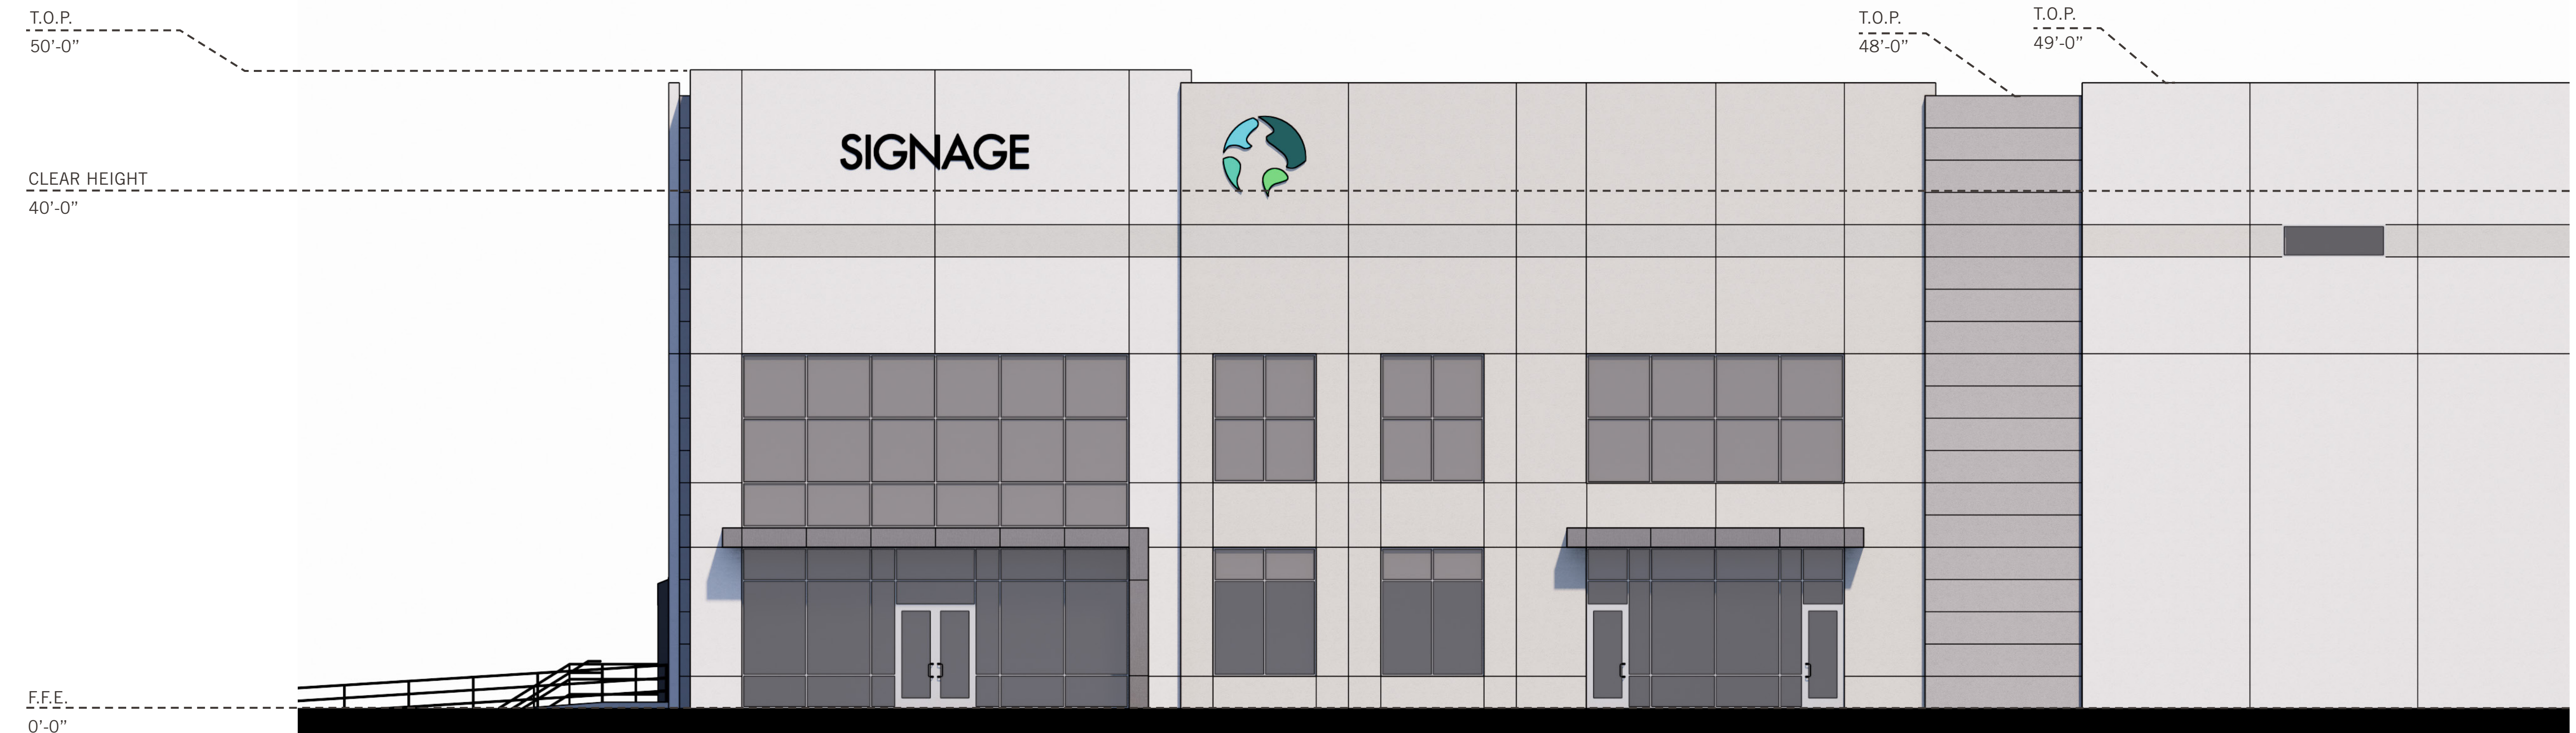 T.O.P.
50'-0"
T.O.P.
48'-0"
T.O.P.
49'-0"
SIGNAGE
CLEAR HEIGHT
40'-0"
F.F.E.
0'-0"